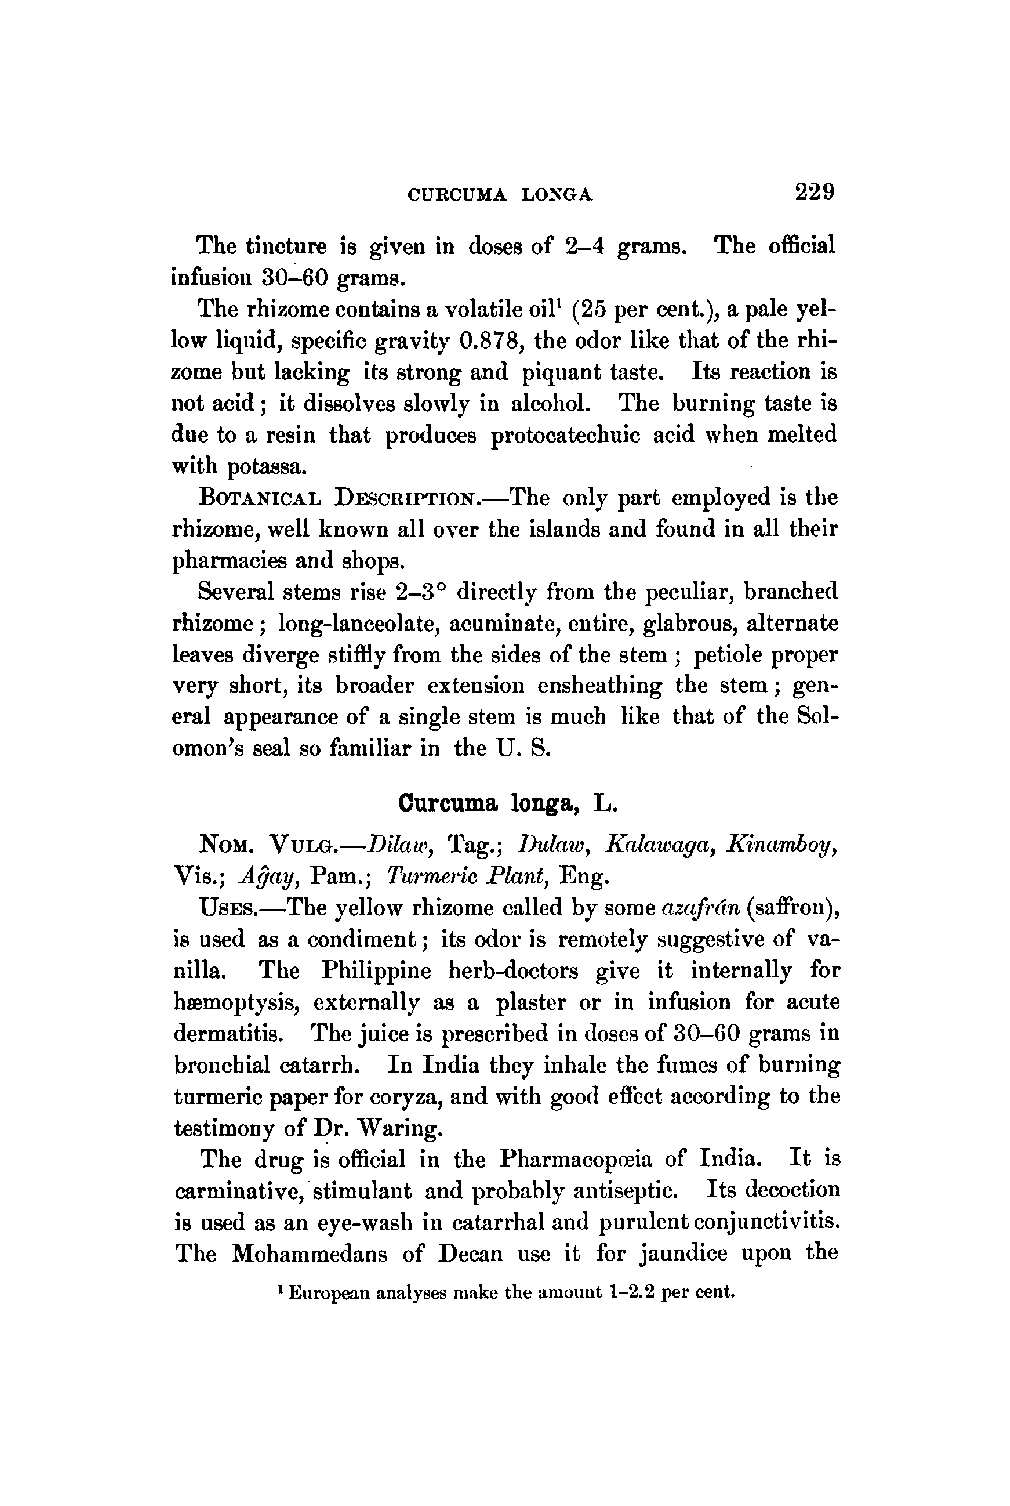 CURCUMA LONGA 229
The tincture is given in doses of 2–4 grams. The official
infusion 30–60 grams.
The rhizome contains a volatile oil¹ (25 per cent.), a pale yel-
low liquid, specific gravity 0.878, the odor like that of the rhi-
zome but lacking its strong and piquant taste. Its reaction is
not acid; it dissolves slowly in alcohol. The burning taste is
due to a resin that produces protocatechuic acid when melted
with potassa.
BOTANICAL DESCRIPTION.—The only part employed is the
rhizome, well known all over the islands and found in all their
pharmacies and shops.
Several stems rise 2–3° directly from the peculiar, branched
rhizome; long-lanceolate, acuminate, entire, glabrous, alternate
leaves diverge stiffly from the sides of the stem; petiole proper
very short, its broader extension ensheathing the stem; gen-
eral appearance of a single stem is much like that of the Sol-
omon's seal so familiar in the U. S.
Curcuma longa, L.
NOM. VULG.—Dilaw, Tag.; Dulaw, Kalawaga, Kinamboy,
Vis.; Aĝay, Pam.; Turmeric Plant, Eng.
USES.—The yellow rhizome called by some azafrán (saffron),
is used as a condiment; its odor is remotely suggestive of va-
nilla. The Philippine herb-doctors give it internally for
hæmoptysis, externally as a plaster or in infusion for acute
dermatitis. The juice is prescribed in doses of 30–60 grams in
bronchial catarrh. In India they inhale the fumes of burning
turmeric paper for coryza, and with good effect according to the
testimony of Dr. Waring.
The drug is official in the Pharmacopœia of India. It is
carminative, stimulant and probably antiseptic. Its decoction
is used as an eye-wash in catarrhal and purulent conjunctivitis.
The Mohammedans of Decan use it for jaundice upon the
¹ European analyses make the amount 1–2.2 per cent.